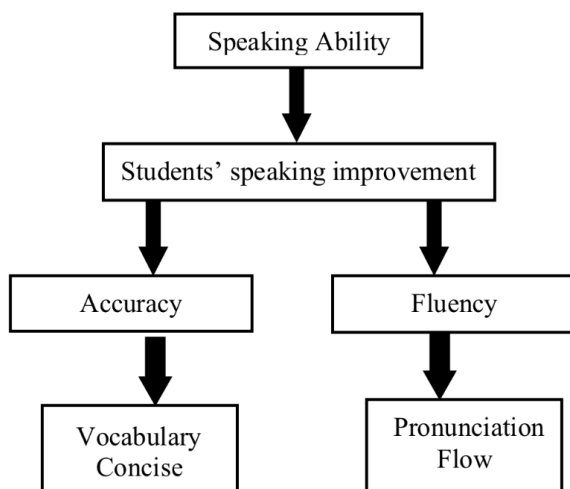 Speaking Ability
Students’ speaking improvement
Accuracy
Fluency
Vocabulary
Concise
Pronunciation
Flow